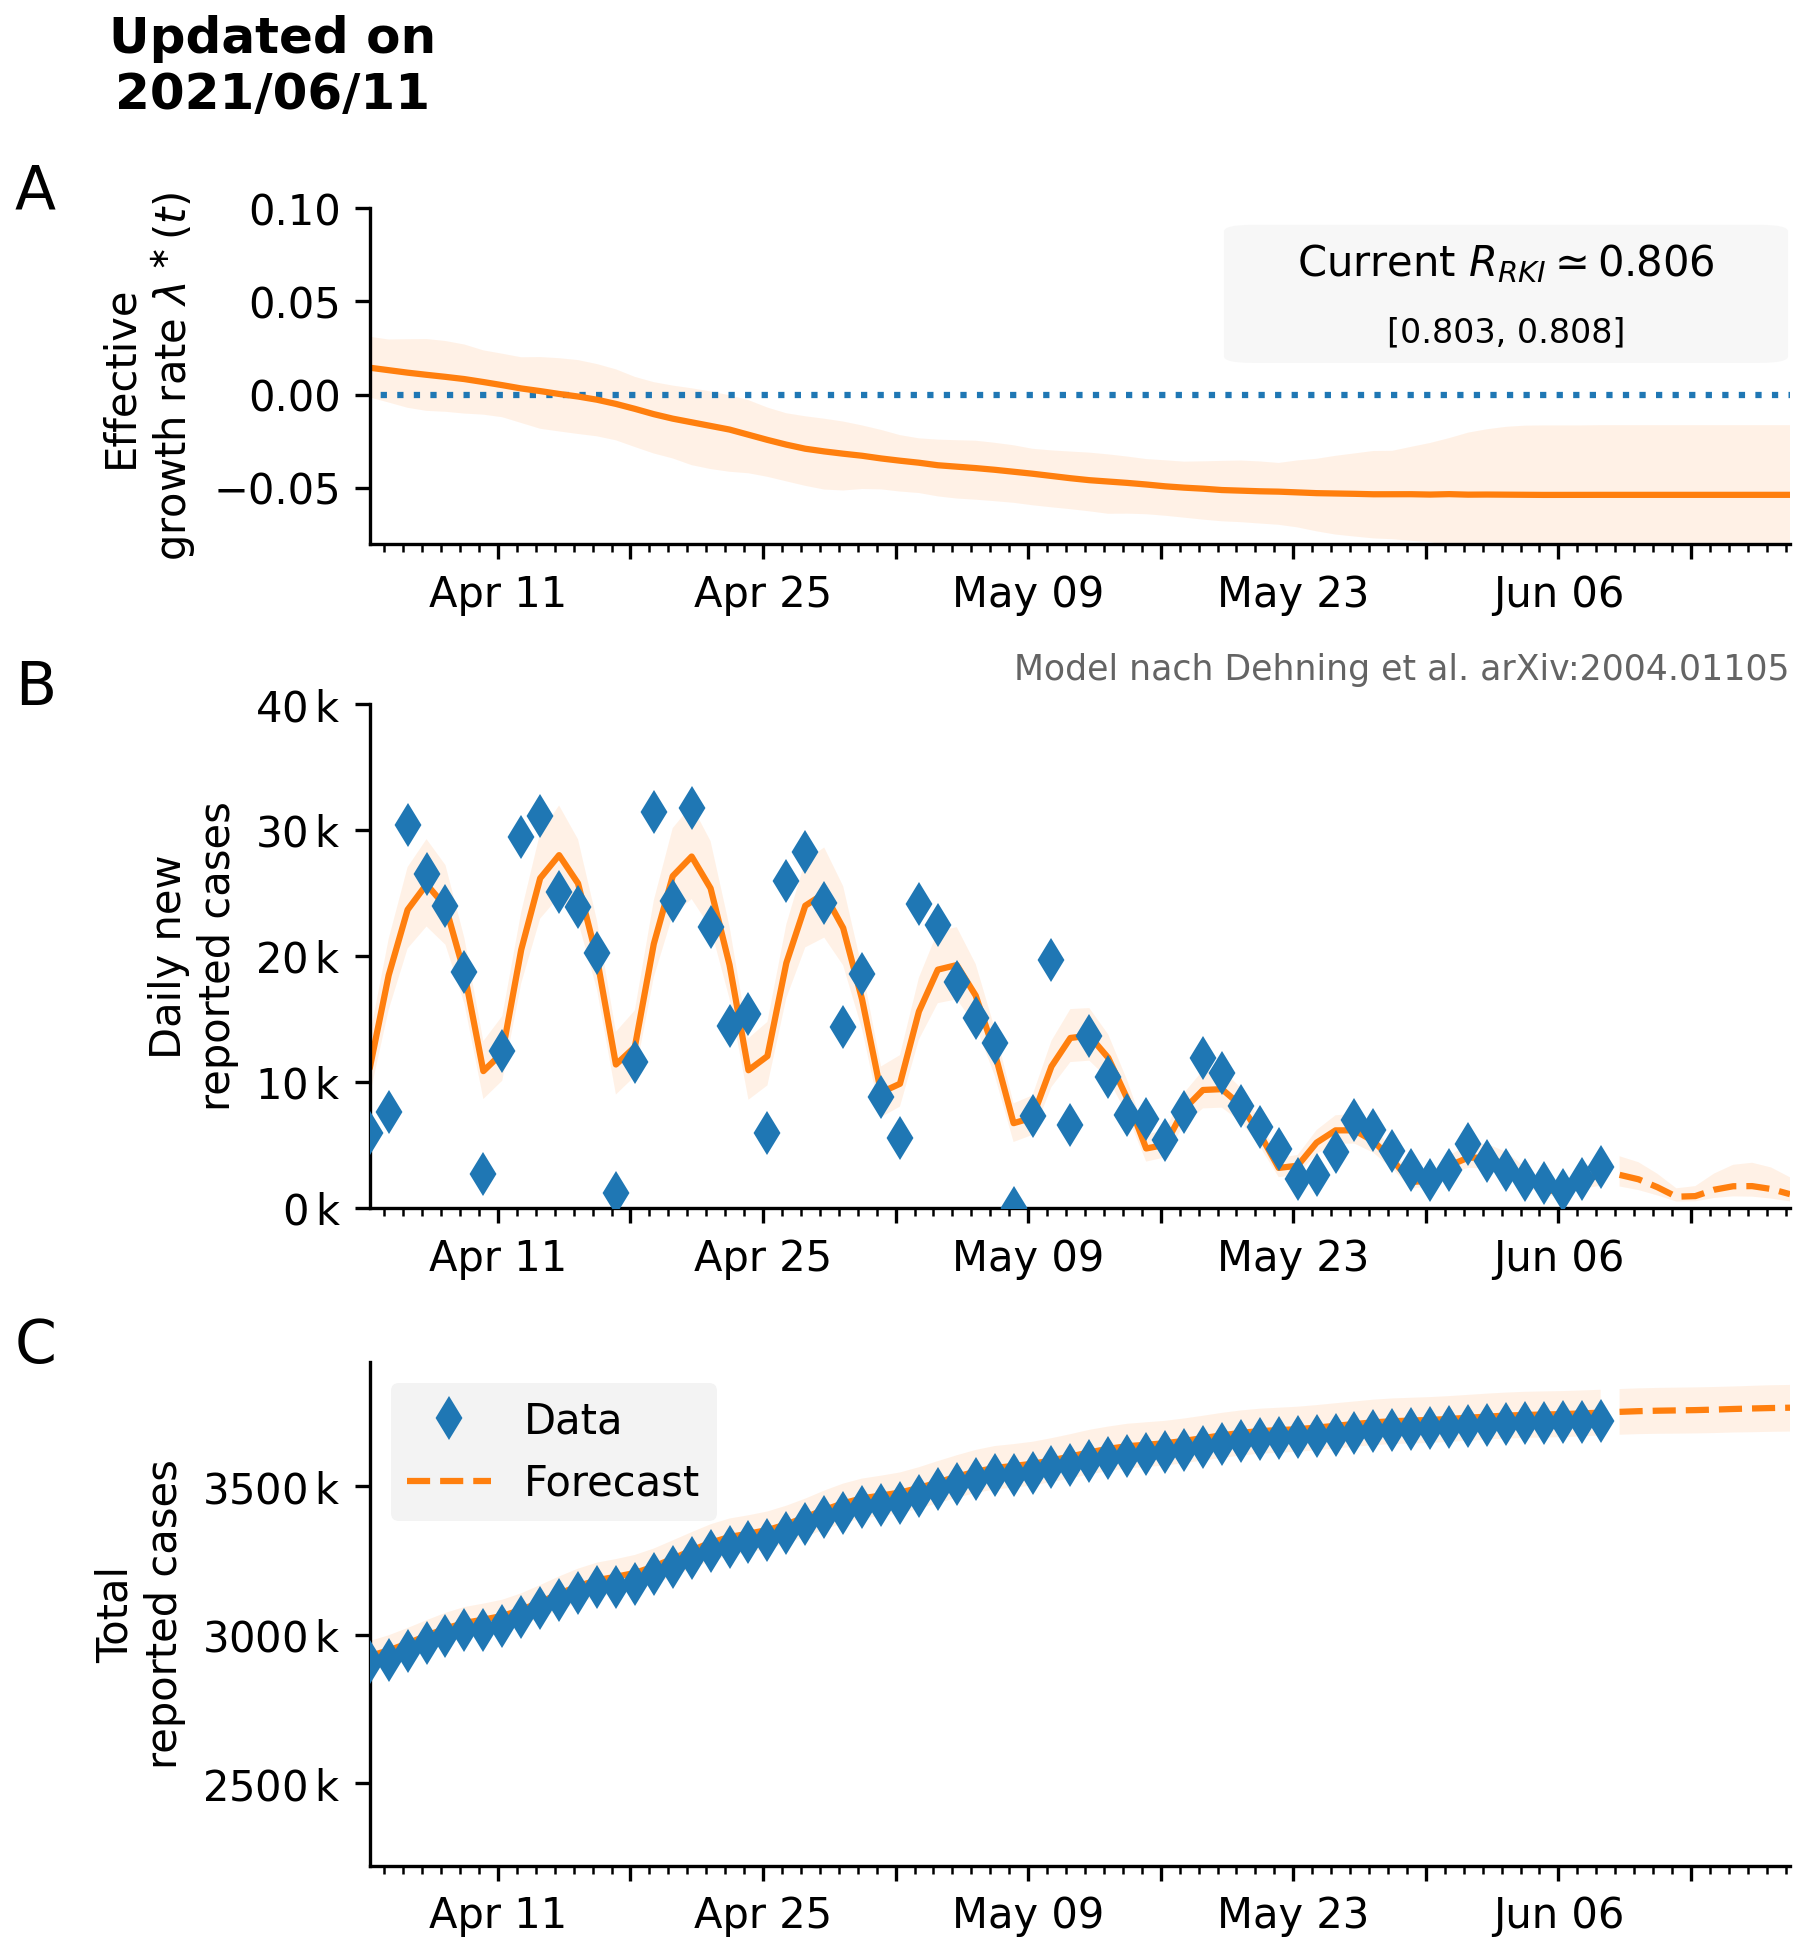 Updated on
2021/06/11
A
Effective
growth rate λ * (t)
0.10
0.05
0.00
−0.05
Current R_RKI ≃ 0.806
[0.803, 0.808]
Apr 11 Apr 25 May 09 May 23 Jun 06
B
Model nach Dehning et al. arXiv:2004.01105
Daily new
reported cases
40 k
30 k
20 k
10 k
0 k
Apr 11 Apr 25 May 09 May 23 Jun 06
C
Total
reported cases
Data
Forecast
3500 k
3000 k
2500 k
Apr 11 Apr 25 May 09 May 23 Jun 06